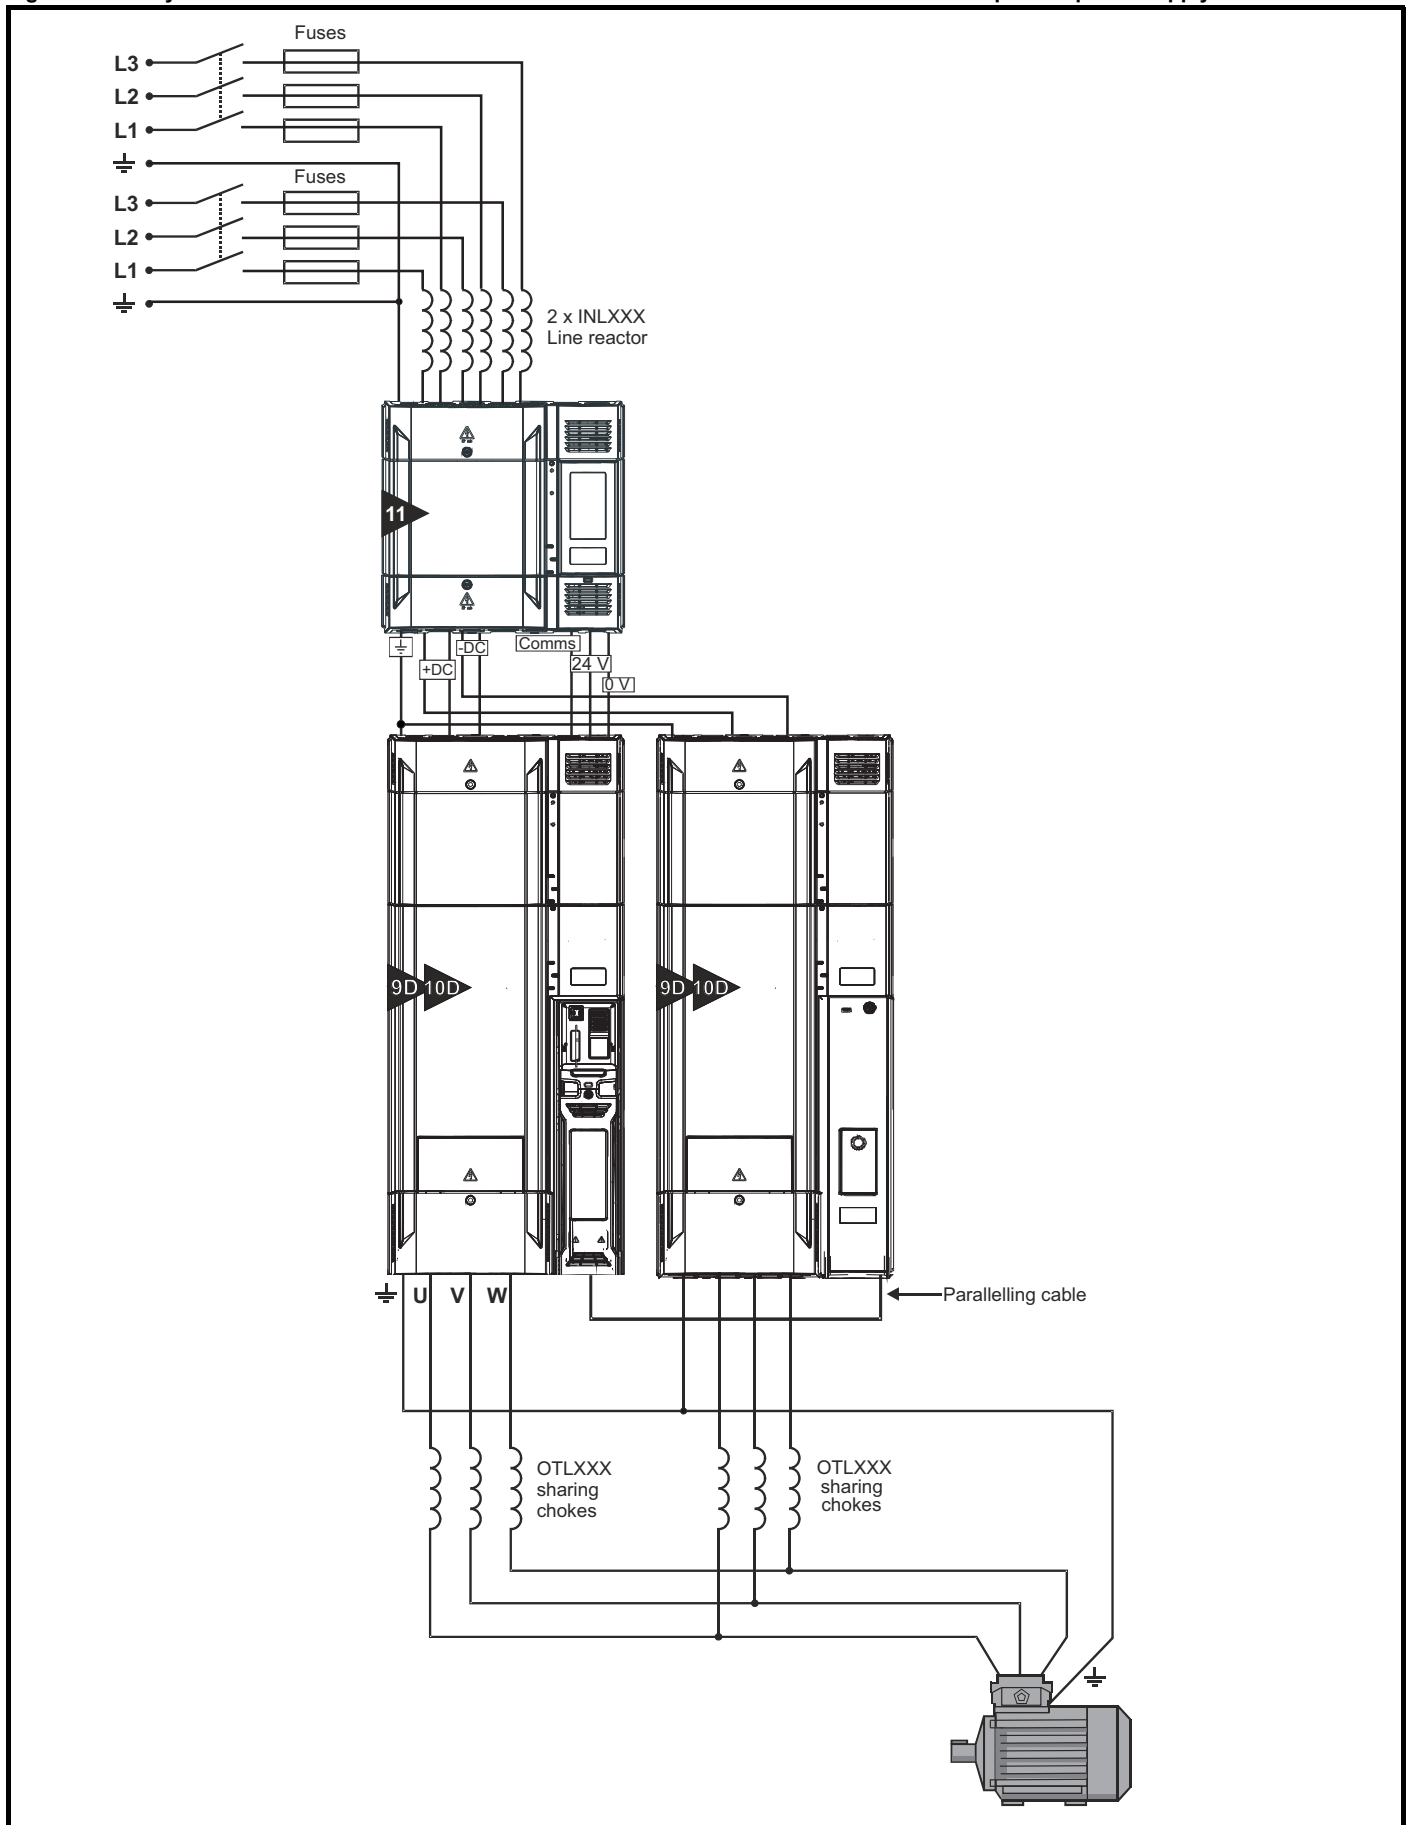 Fuses
L3
L2
L1
Fuses
L3
L2
L1
2 x INLXXX
Line reactor
11
-DC
Comms
+DC
24 V
0 V
9D 10D
9D 10D
U V W
Parallelling cable
OTLXXX
sharing
chokes
OTLXXX
sharing
chokes